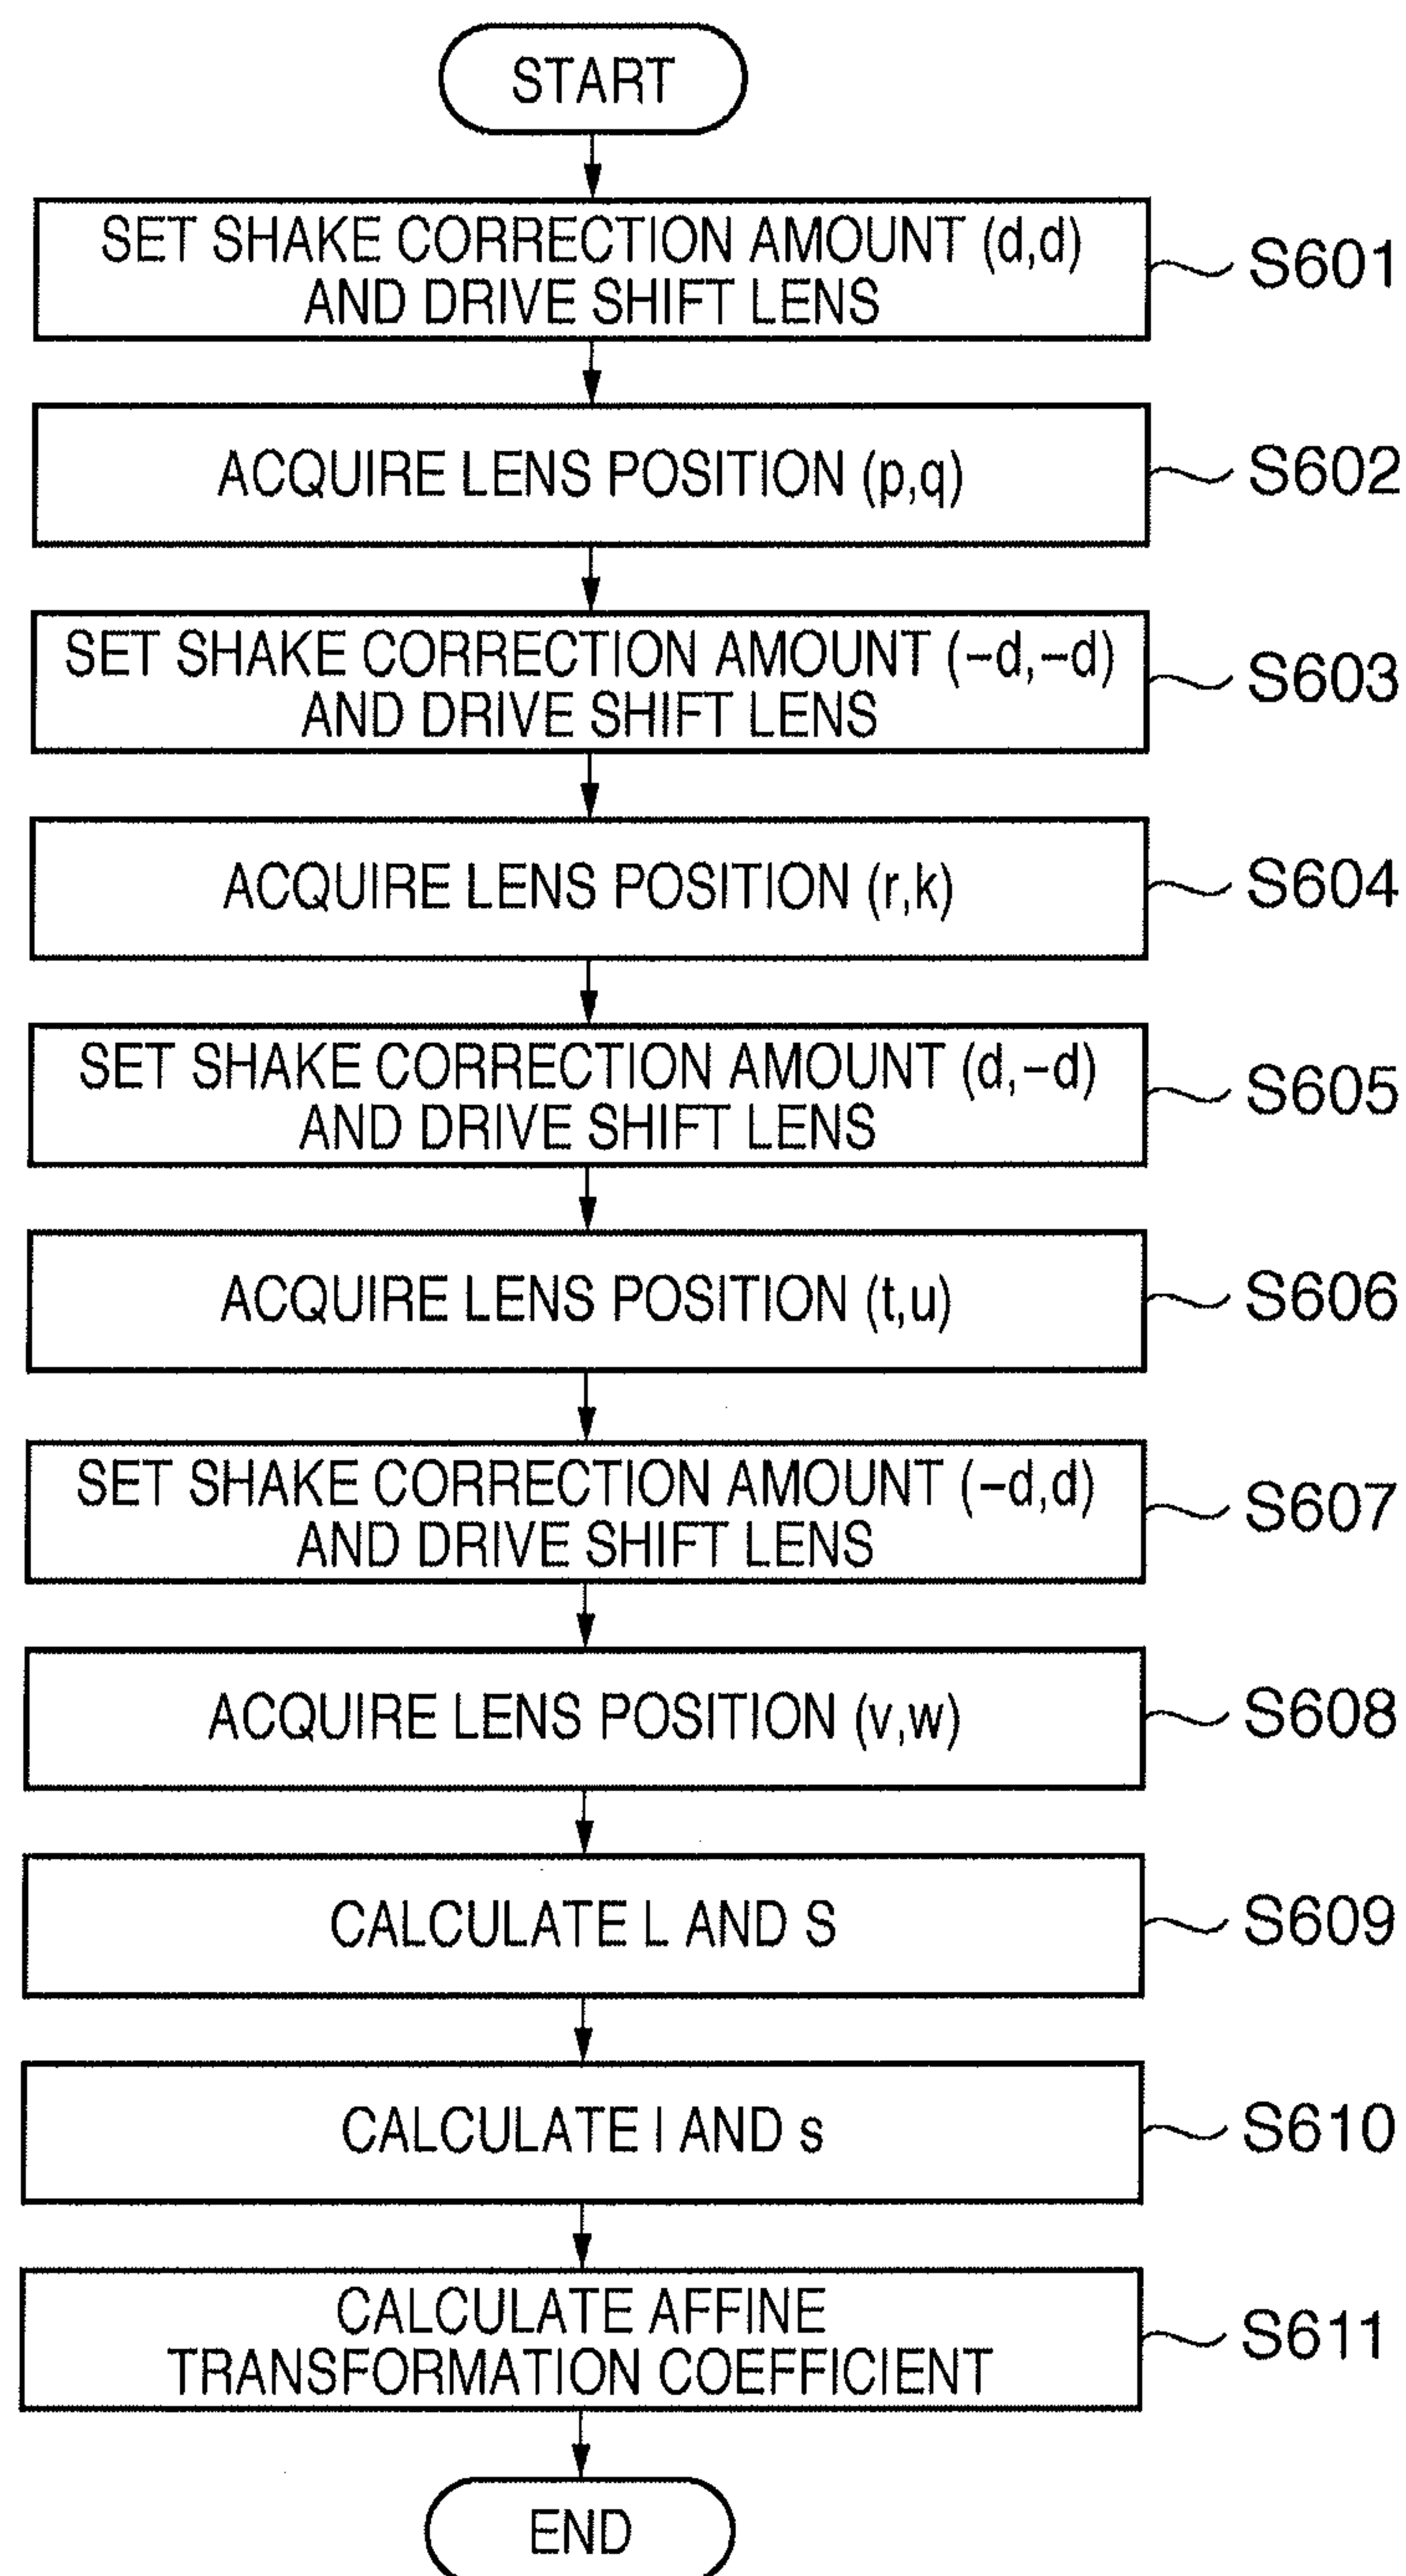 START
SET SHAKE CORRECTION AMOUNT (d,d)
AND DRIVE SHIFT LENS
S601
ACQUIRE LENS POSITION (p,q)
S602
SET SHAKE CORRECTION AMOUNT (−d,−d)
AND DRIVE SHIFT LENS
S603
ACQUIRE LENS POSITION (r,k)
S604
SET SHAKE CORRECTION AMOUNT (d,−d)
AND DRIVE SHIFT LENS
S605
ACQUIRE LENS POSITION (t,u)
S606
SET SHAKE CORRECTION AMOUNT (−d,d)
AND DRIVE SHIFT LENS
S607
ACQUIRE LENS POSITION (v,w)
S608
CALCULATE L AND S
S609
CALCULATE l AND s
S610
CALCULATE AFFINE
TRANSFORMATION COEFFICIENT
S611
END